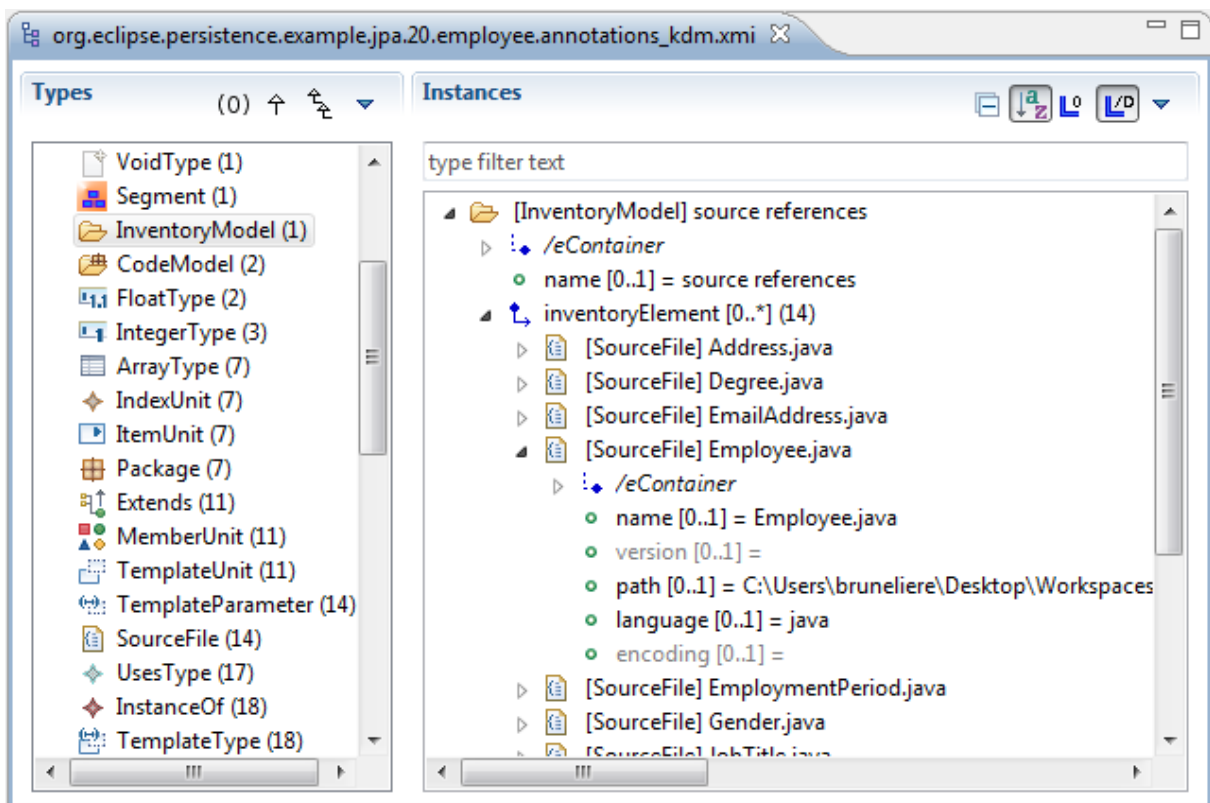 org.eclipse.persistence.example.jpa.20.employee.annotations_kdm.xmi
Types
(0)
VoidType (1)
Segment (1)
InventoryModel (1)
CodeModel (2)
FloatType (2)
IntegerType (3)
ArrayType (7)
IndexUnit (7)
ItemUnit (7)
Package (7)
Extends (11)
MemberUnit (11)
TemplateUnit (11)
TemplateParameter (14)
SourceFile (14)
UsesType (17)
InstanceOf (18)
TemplateType (18)
Instances
type filter text
[InventoryModel] source references
/eContainer
name [0..1] = source references
inventoryElement [0..*] (14)
[SourceFile] Address.java
[SourceFile] Degree.java
[SourceFile] EmailAddress.java
[SourceFile] Employee.java
/eContainer
name [0..1] = Employee.java
version [0..1] =
path [0..1] = C:\Users\bruneliere\Desktop\Workspaces
language [0..1] = java
encoding [0..1] =
[SourceFile] EmploymentPeriod.java
[SourceFile] Gender.java
[SourceFile] JobTitle.java